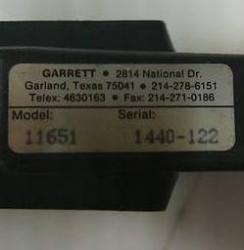 GARRETT • 2814 National Dr.
Garland, Texas 75041 • 214-278-6151
Telex: 4630163 • Fax: 214-271-0186
Model: Serial:
11651 1440-122